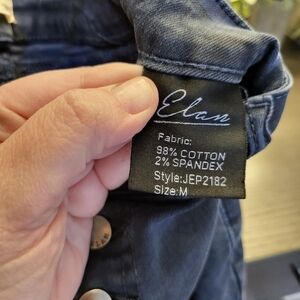 Elan
Fabric:
98% COTTON
2% SPANDEX
Style:JEP2182
Size:M